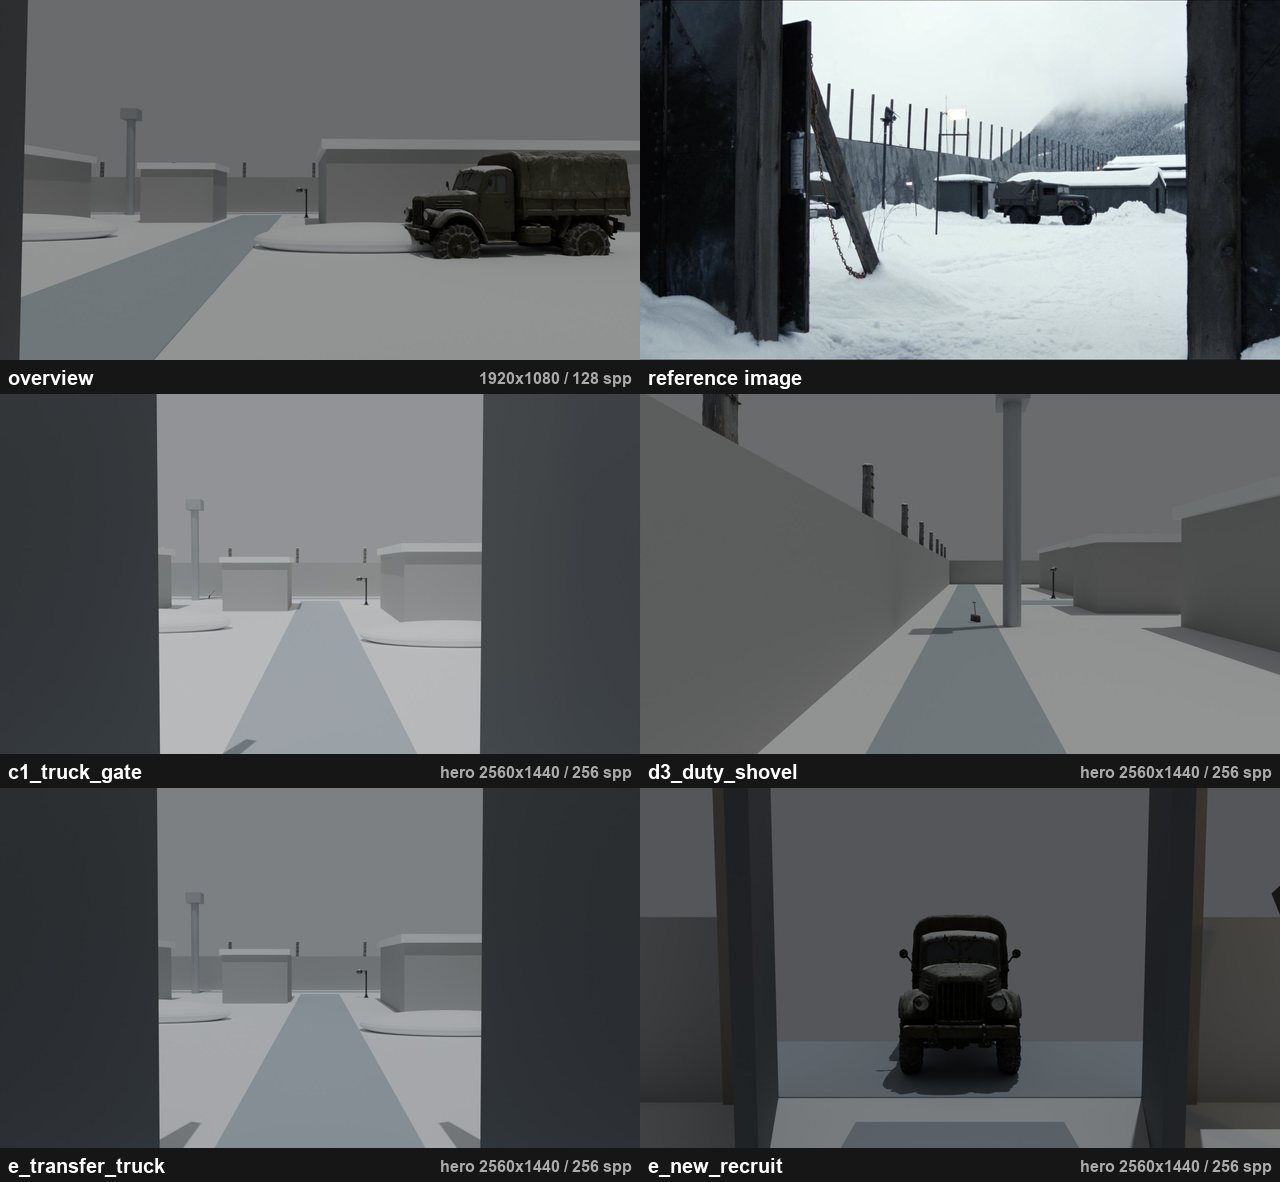 overview
1920x1080 / 128 spp
reference image
c1_truck_gate
hero 2560x1440 / 256 spp
d3_duty_shovel
hero 2560x1440 / 256 spp
e_transfer_truck
hero 2560x1440 / 256 spp
e_new_recruit
hero 2560x1440 / 256 spp